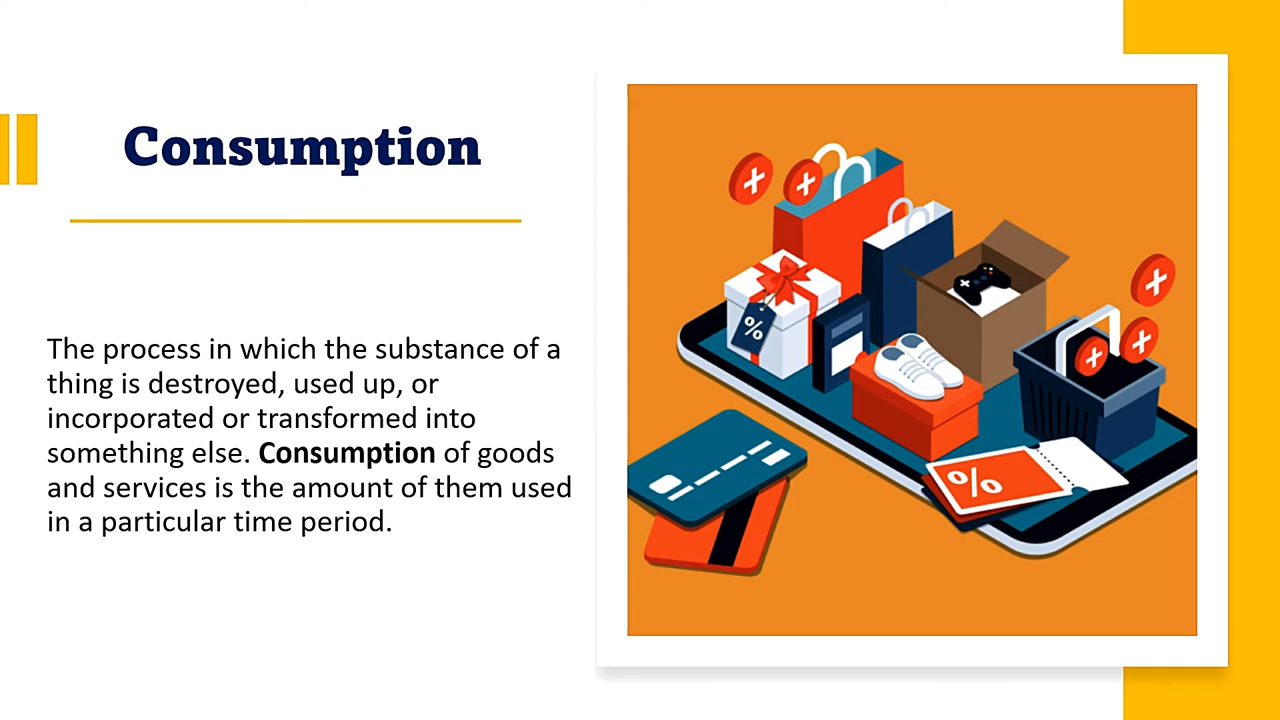 Consumption
The process in which the substance of a
thing is destroyed, used up, or
incorporated or transformed into
something else. Consumption of goods
and services is the amount of them used
in a particular time period.
%
%